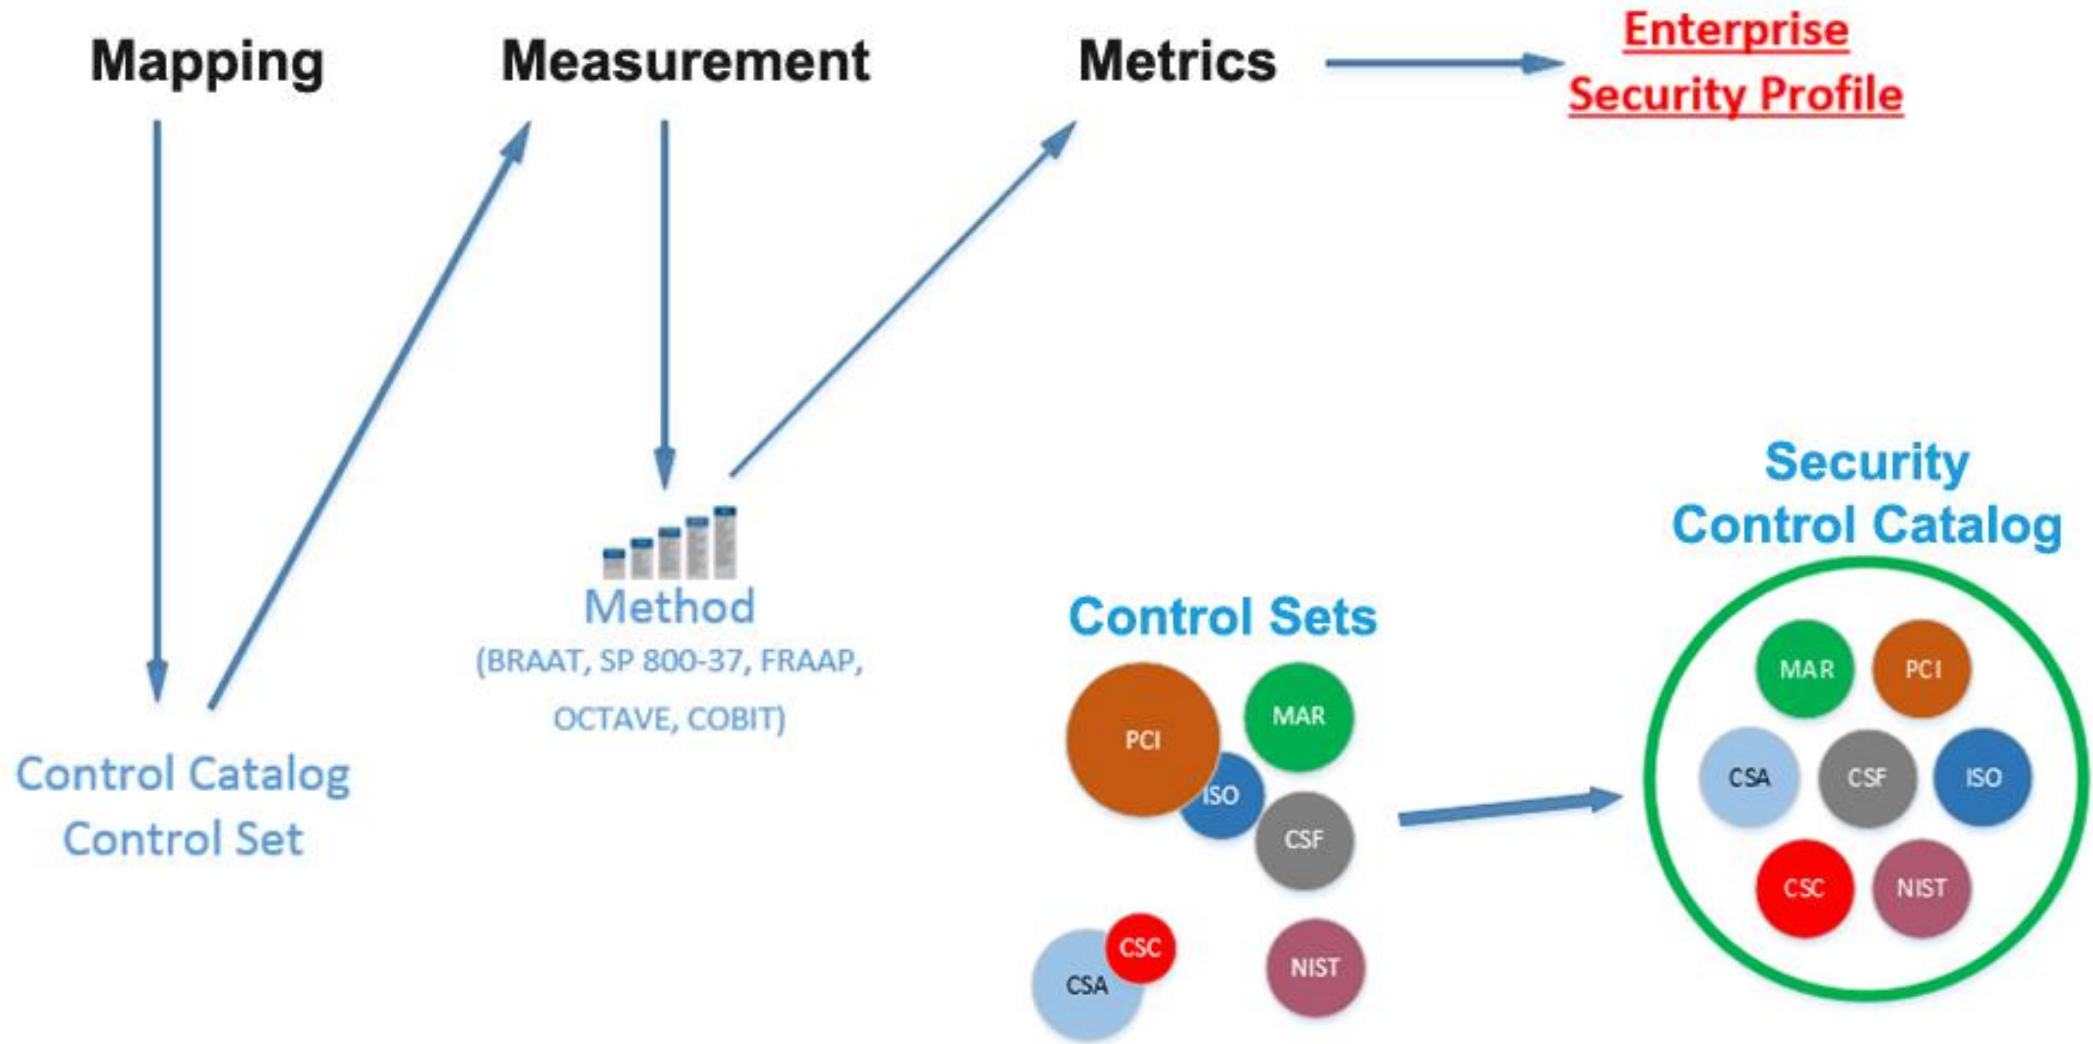 Mapping
Measurement
Metrics
Enterprise
Security Profile
Method
(BRAAT, SP 800-37, FRAAP,
OCTAVE, COBIT)
Control Catalog
Control Set
Control Sets
PCI
MAR
ISO
CSF
CSC
CSA
NIST
Security
Control Catalog
MAR
PCI
CSA
CSF
ISO
CSC
NIST